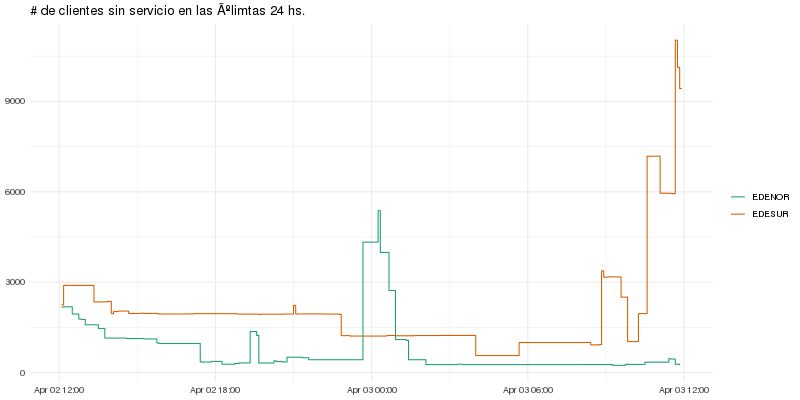 # de clientes sin servicio en las Ãºlimtas 24 hs.
9000
6000
3000
0
Apr 02 12:00
Apr 02 18:00
Apr 03 00:00
Apr 03 06:00
Apr 03 12:00
EDENOR
EDESUR